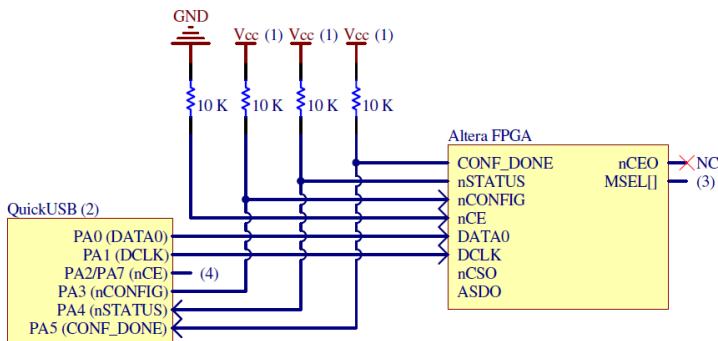 GND
Vcc (1) Vcc (1) Vcc (1)
10 K 10 K 10 K 10 K
Altera FPGA
CONF_DONE nCEO NC
nSTATUS MSEL[] (3)
nCONFIG
nCE
DATA0
DCLK
nCSO
ASDO
QuickUSB (2)
PA0 (DATA0)
PA1 (DCLK)
PA2/PA7 (nCE) (4)
PA3 (nCONFIG)
PA4 (nSTATUS)
PA5 (CONF_DONE)